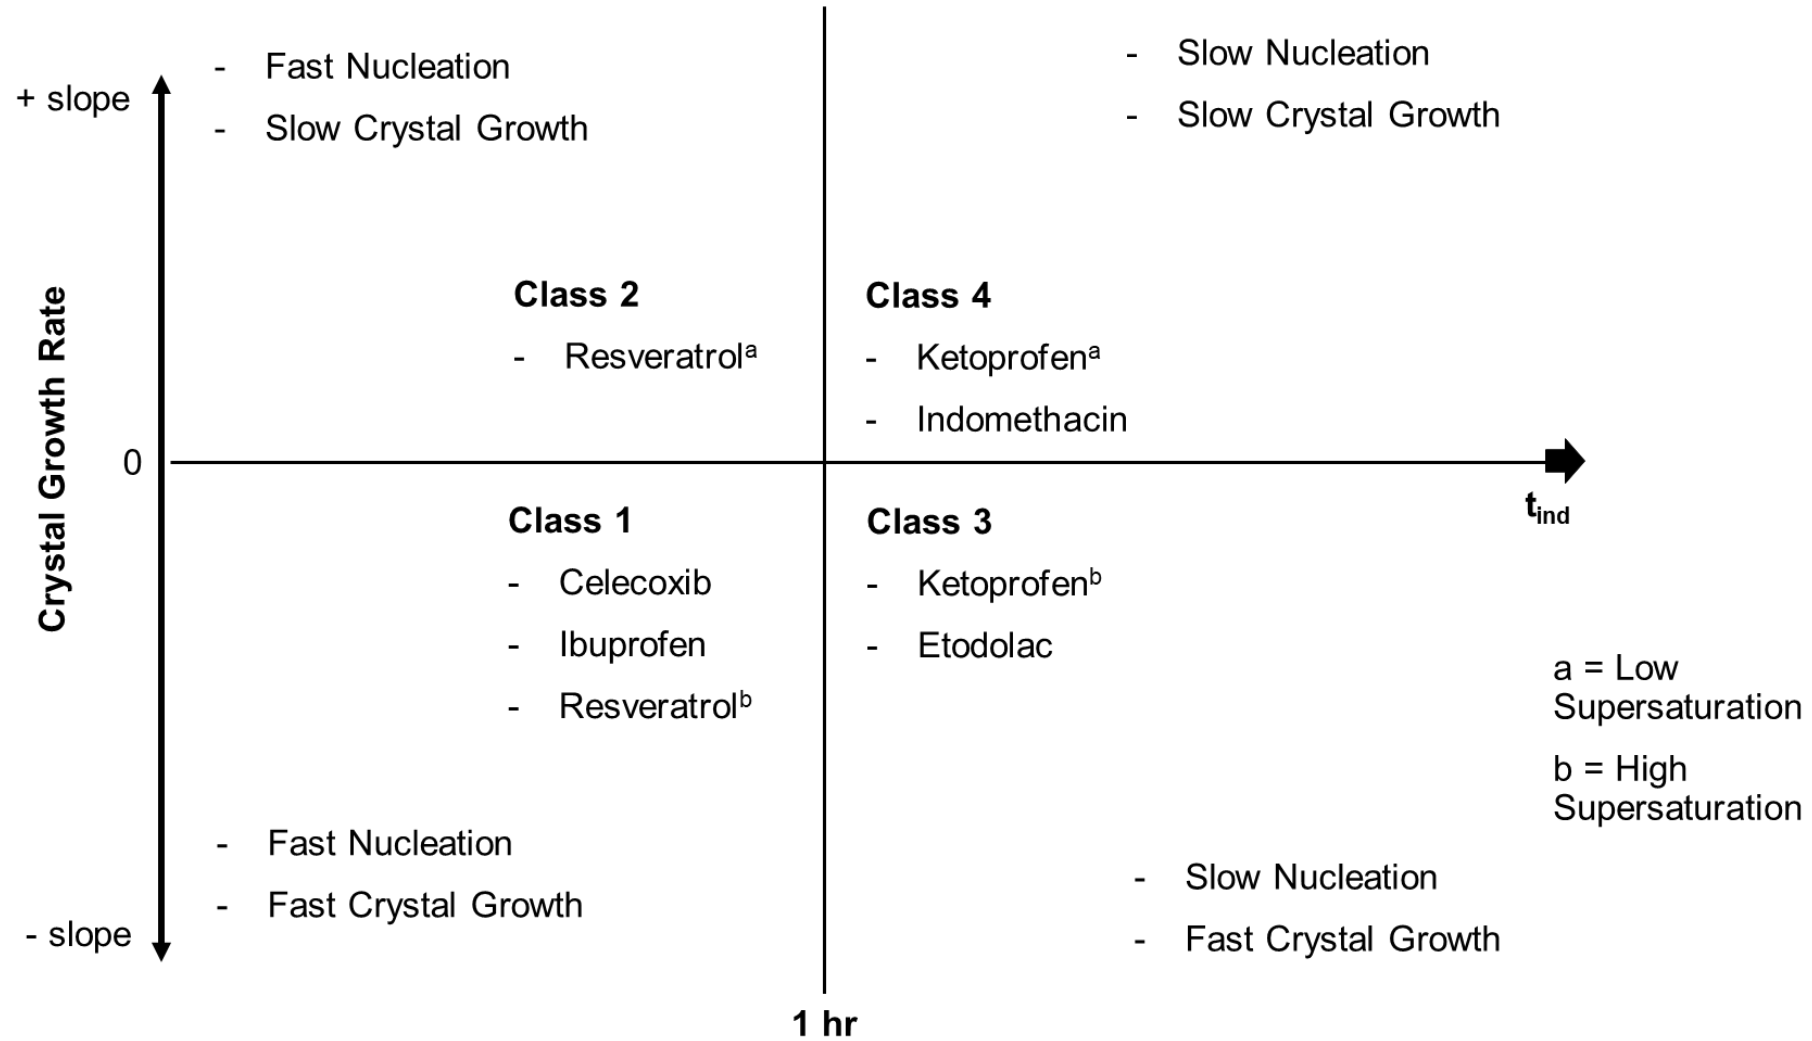 - Fast Nucleation
- Slow Crystal Growth
- Slow Nucleation
- Slow Crystal Growth
+ slope
Crystal Growth Rate
Class 2
- Resveratrolᵃ
Class 4
- Ketoprofenᵃ
- Indomethacin
0
tind
Class 1
- Celecoxib
- Ibuprofen
- Resveratrolᵇ
Class 3
- Ketoprofenᵇ
- Etodolac
a = Low
Supersaturation
b = High
Supersaturation
- Fast Nucleation
- Fast Crystal Growth
- Slow Nucleation
- Fast Crystal Growth
- slope
1 hr